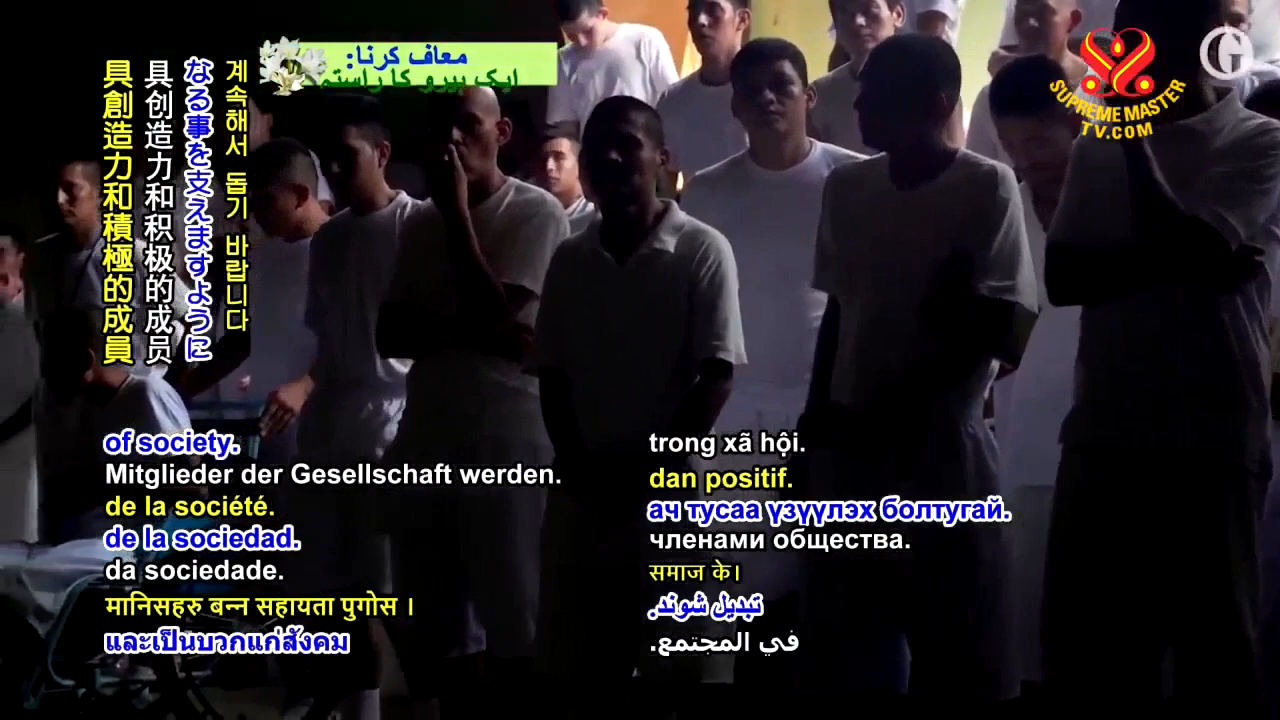 معاف کرنا:
ایک ہیرو کا راستہ
SUPREME MASTER
TV.COM
G
계속해서 돕기 바랍니다
なる事を支えますように
具创造力和积极的成员
具創造力和積極的成員
of society.
Mitglieder der Gesellschaft werden.
de la société.
de la sociedad.
da sociedade.
मानिसहरु बन्न सहायता पुगोस ।
และเป็นบวกแก่สังคม
trong xã hội.
dan positif.
ач тусаа үзүүлэх болтугай.
членами общества.
समाज के।
تبدیل شوند.
في المجتمع.